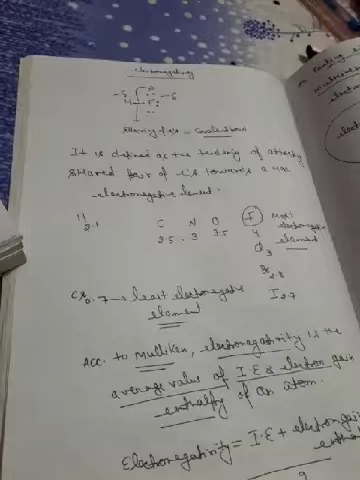 Electronegativity
Sharing of e's = Covalent bond
It is defined as the tendency of attracting
shared pair of e's towards a more
electronegative element.
H C N O F Most
2.1 2.5 3 3.5 4 electronegative
Cl 3 element
Br 2.8
Cs 0.7 → least electronegative I 2.7
element
Acc. to Mulliken, electronegativity is the
average value of I.E & electron gain
enthalpy of an atom.
Electronegativity = I.E + electron gain
2